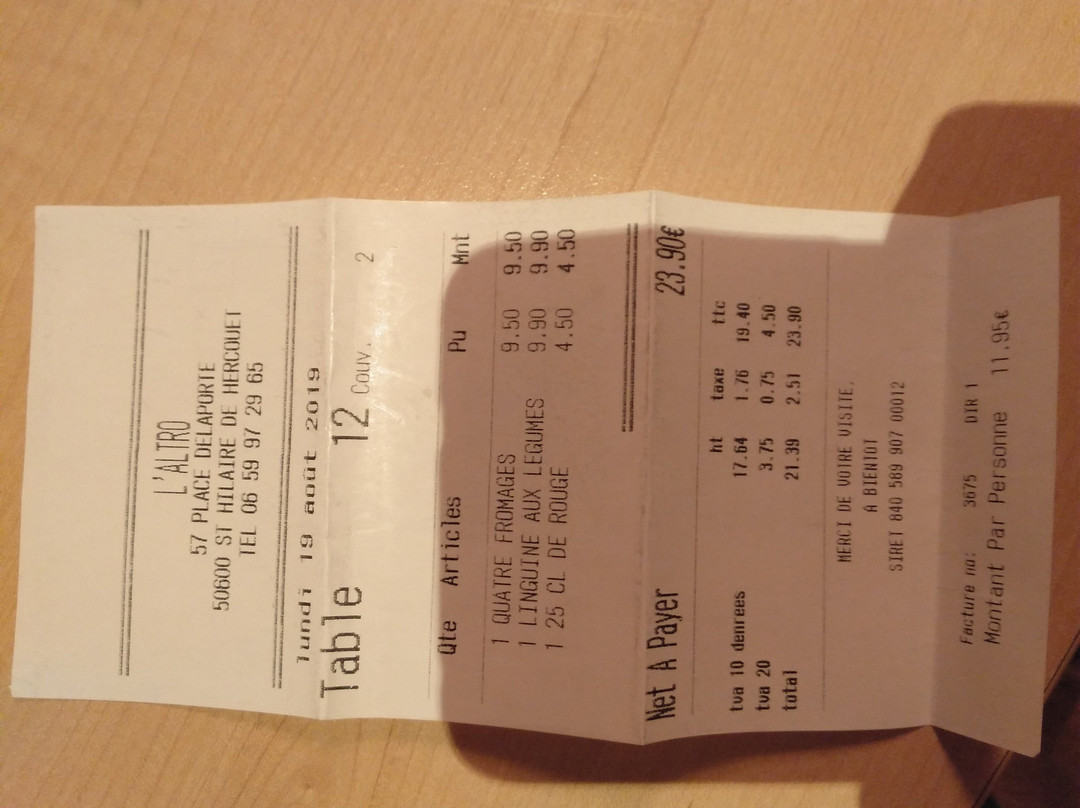 L'ALTRO
57 PLACE DELAPORTE
50600 ST HILAIRE DE HERCOUET
TEL 06 59 97 29 65
lundi 19 août 2019
Table 12 Couv. 2
Qte Articles Pu Mnt
1 QUATRE FROMAGES 9.50 9.50
1 LINGUINE AUX LEGUMES 9.90 9.90
1 25 CL DE ROUGE 4.50 4.50
Net A Payer 23.90€
ht taxe ttc
tva 10 denrees 17.64 1.76 19.40
tva 20 3.75 0.75 4.50
total 21.39 2.51 23.90
MERCI DE VOTRE VISITE,
A BIENTOT
SIRET 840 589 907 00012
Facture no: 3675 DIR 1
Montant Par Personne 11.95€